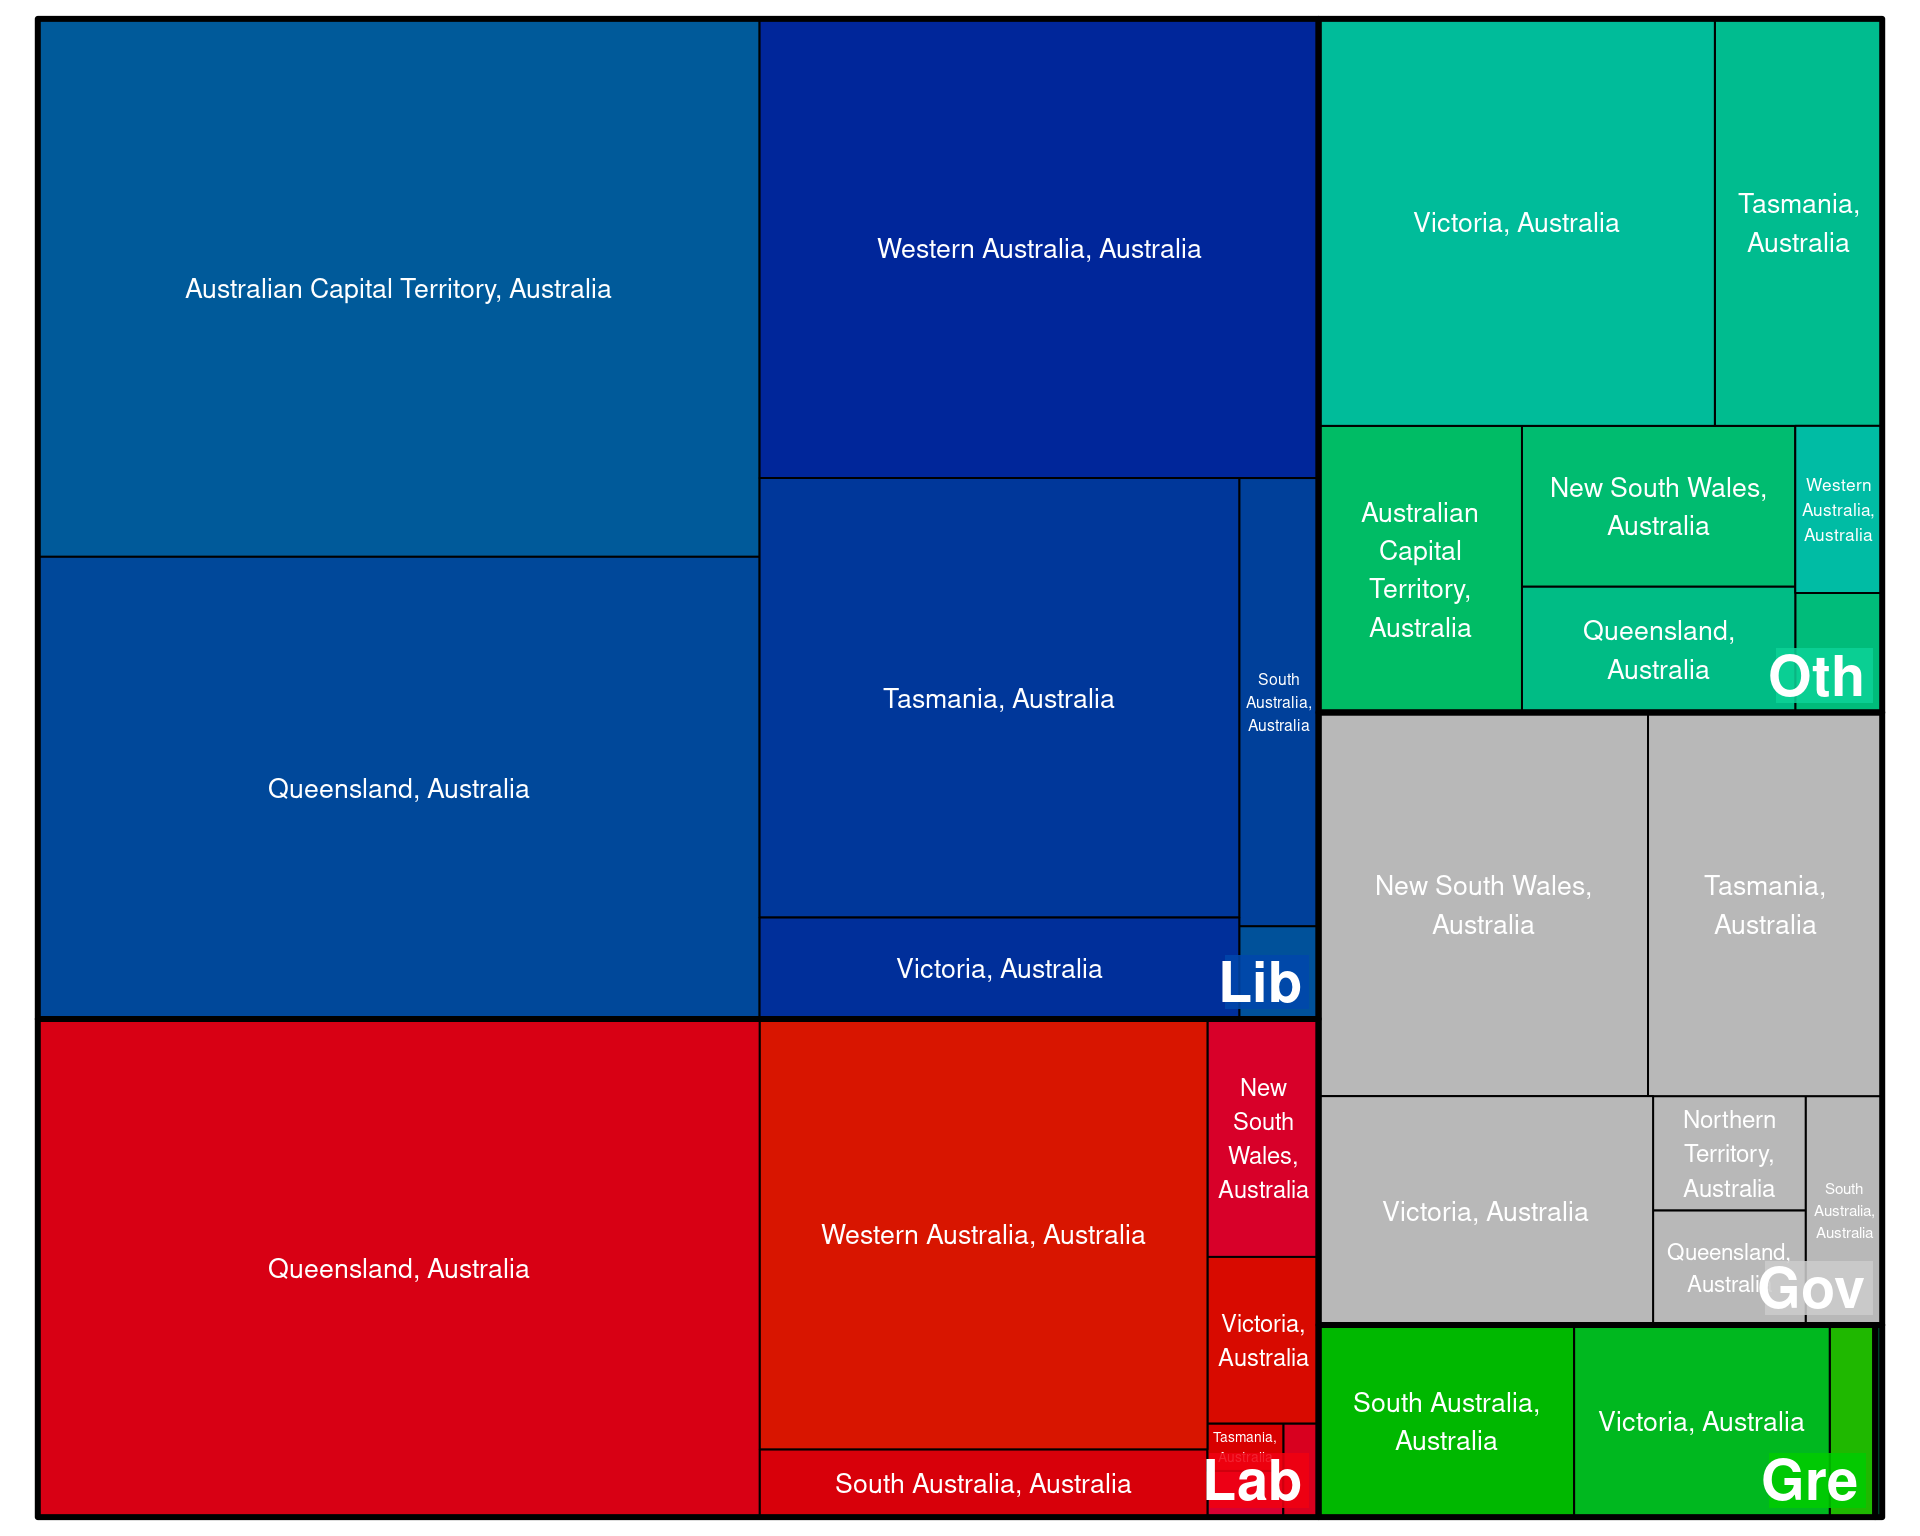 Australian Capital Territory, Australia
Queensland, Australia
Western Australia, Australia
Tasmania, Australia
South
Australia,
Australia
Victoria, Australia
Lib
Queensland, Australia
Western Australia, Australia
South Australia, Australia
New
South
Wales,
Australia
Victoria,
Australia
Tasmania,
Australia
Lab
Victoria, Australia
Tasmania,
Australia
Australian
Capital
Territory,
Australia
New South Wales,
Australia
Queensland,
Australia
Western
Australia,
Australia
Oth
New South Wales,
Australia
Tasmania,
Australia
Victoria, Australia
Northern
Territory,
Australia
Queensland,
Australia
South
Australia,
Australia
Gov
South Australia,
Australia
Victoria, Australia
Gre